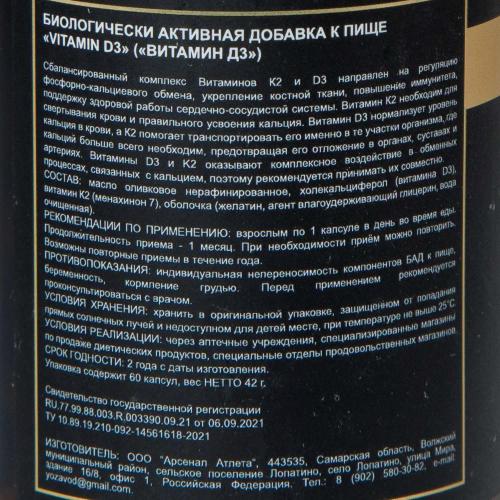 БИОЛОГИЧЕСКИ АКТИВНАЯ ДОБАВКА К ПИЩЕ
«VITAMIN D3» («ВИТАМИН Д3»)
Сбалансированный комплекс Витаминов К2 и D3 направлен на регуляцию
фосфорно-кальциевого обмена, укрепление костной ткани, повышение иммунитета,
поддержку здоровой работы сердечно-сосудистой системы. Витамин К2 необходим для
свертывания крови и правильного усвоения кальция. Витамин D3 нормализует уровень
кальция в крови, а К2 помогает транспортировать его именно в те участки организма, где
кальций больше всего необходим, предотвращая его отложение в органах, суставах и
артериях. Витамины D3 и К2 оказывают комплексное воздействие в обменных
процессах, связанных с кальцием, поэтому рекомендуется принимать их совместно.
СОСТАВ: масло оливковое нерафинированное, холекальциферол (витамина D3),
витамин К2 (менахинон 7), оболочка (желатин, агент влагоудерживающий глицерин, вода
очищенная).
РЕКОМЕНДАЦИИ ПО ПРИМЕНЕНИЮ: взрослым по 1 капсуле в день во время еды.
Продолжительность приема - 1 месяц. При необходимости приём можно повторить.
Возможны повторные приемы в течение года.
ПРОТИВОПОКАЗАНИЯ: индивидуальная непереносимость компонентов БАД к пище,
беременность, кормление грудью. Перед применением рекомендуется
проконсультироваться с врачом.
УСЛОВИЯ ХРАНЕНИЯ: хранить в оригинальной упаковке, защищенном от попадания
прямых солнечных лучей и недоступном для детей месте, при температуре не выше 25°С
УСЛОВИЯ РЕАЛИЗАЦИИ: через аптечные учреждения, специализированные магазины
по продаже диетических продуктов, специальные отделы продовольственных магазинов.
СРОК ГОДНОСТИ: 2 года с даты изготовления.
Упаковка содержит 60 капсул, вес НЕТТО 42 г.
Свидетельство государственной регистрации
RU.77.99.88.003.R.003390.09.21 от 06.09.2021
ТУ 10.89.19.210-092-14561618-2021
ИЗГОТОВИТЕЛЬ: ООО "Арсенал Атлета", 443535, Самарская область, Волжский
муниципальный район, сельское поселение Лопатино, село Лопатино, улица Мира,
здание 16/8, офис 1, Российская Федерация. Тел.: 8 (902) 580-30-82, e-mail:
yozavod@gmail.com